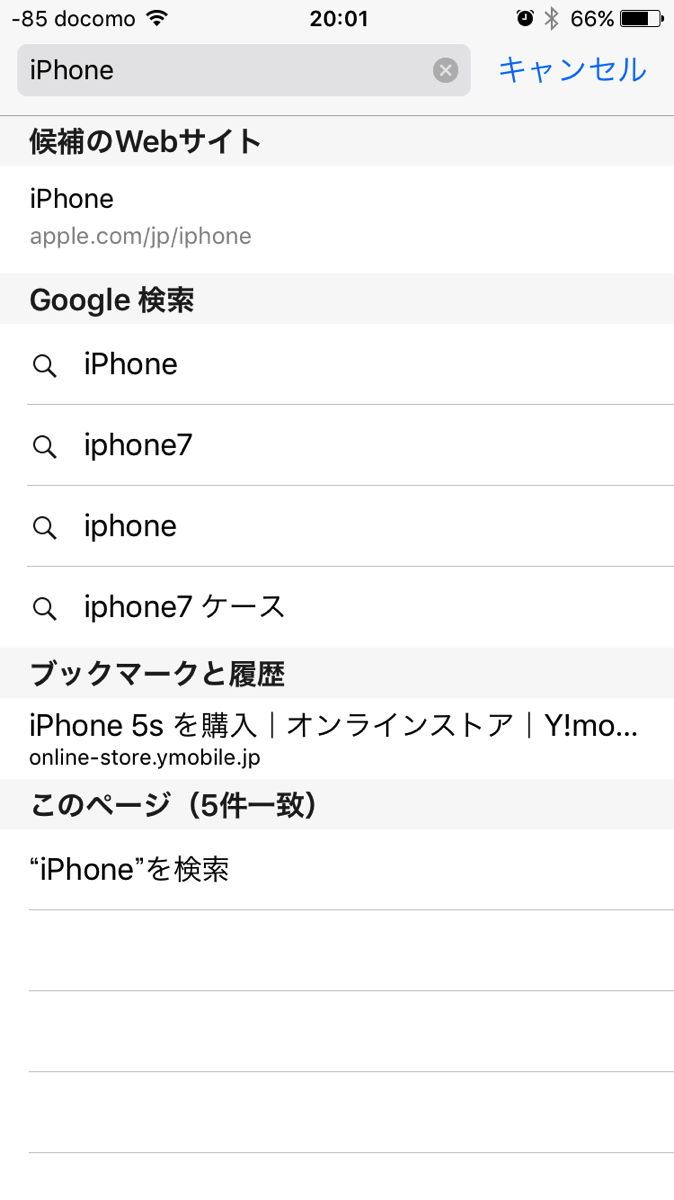 -85 docomo 20:01 66%
iPhone キャンセル
候補のWebサイト
iPhone
apple.com/jp/iphone
Google 検索
iPhone
iphone7
iphone
iphone7 ケース
ブックマークと履歴
iPhone 5s を購入｜オンラインストア｜Y!mo...
online-store.ymobile.jp
このページ（5件一致）
“iPhone”を検索